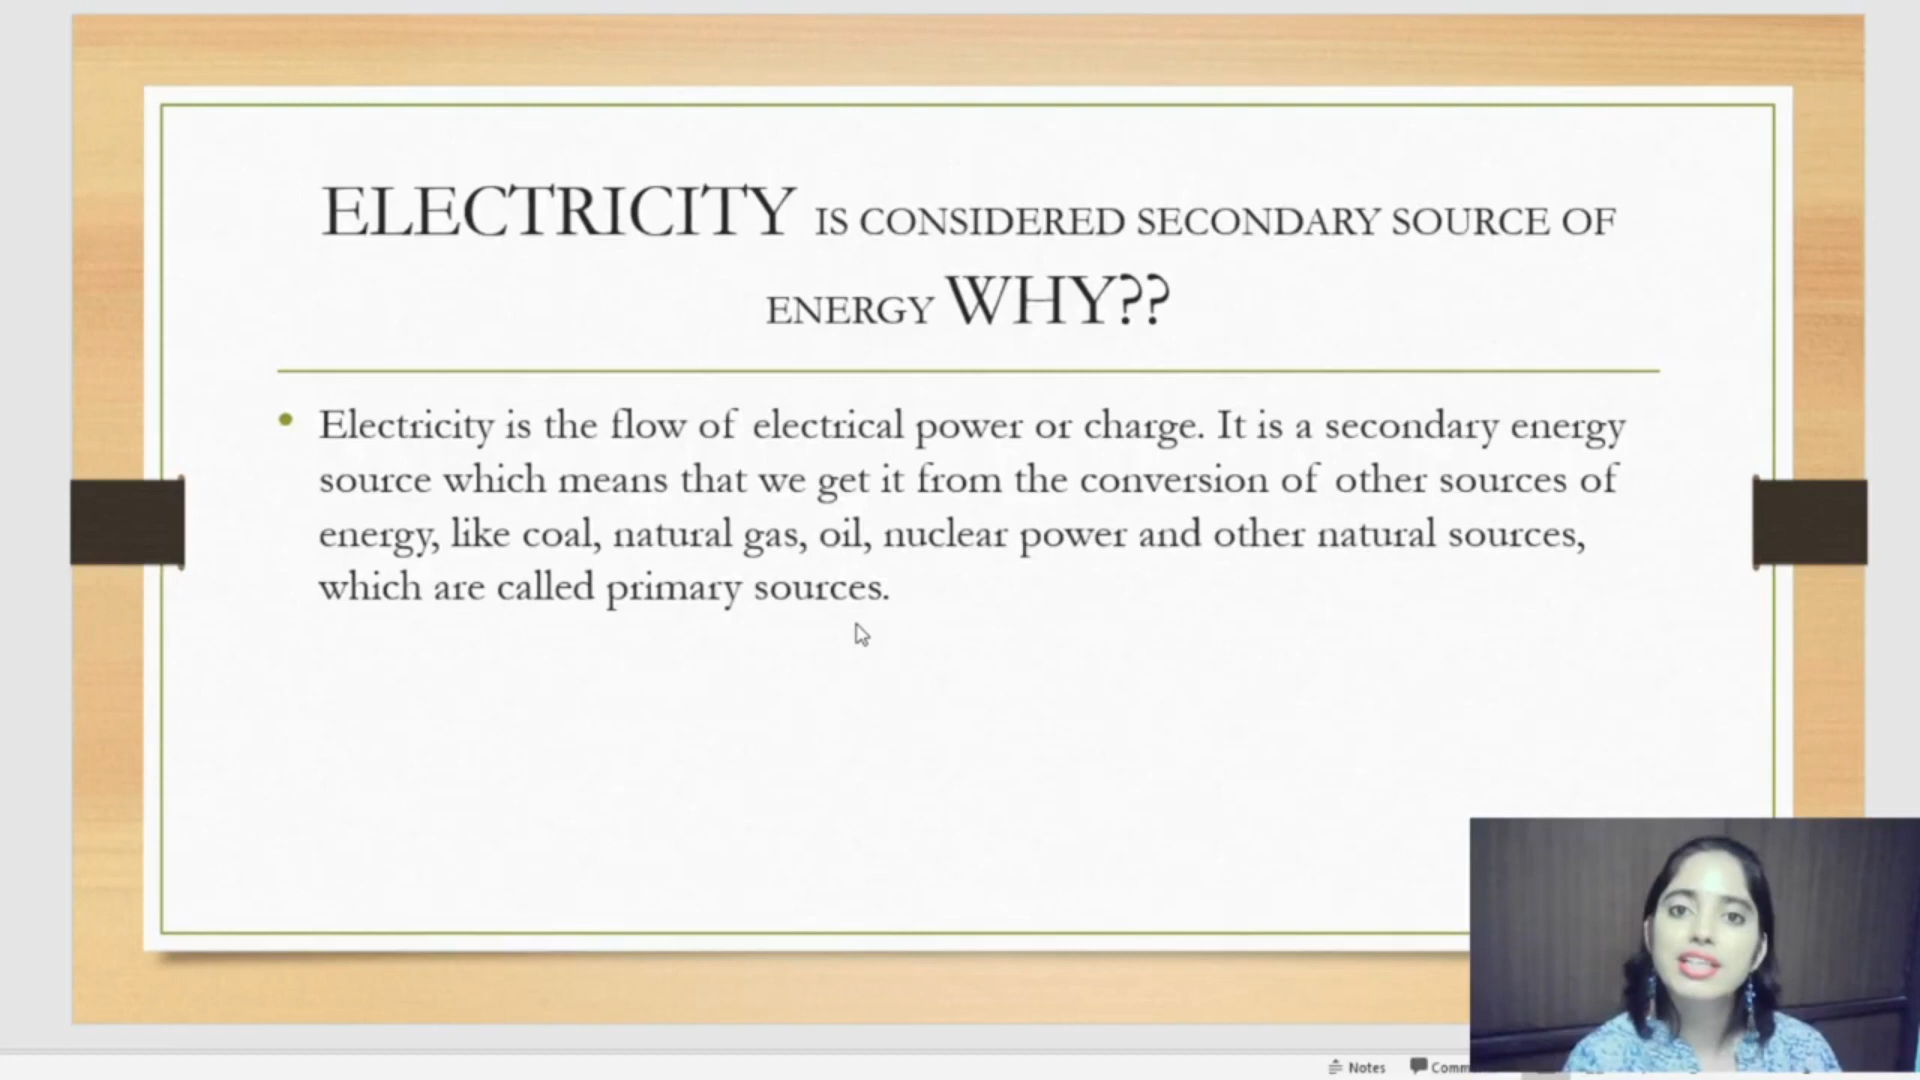 ELECTRICITY IS CONSIDERED SECONDARY SOURCE OF
ENERGY WHY??
• Electricity is the flow of electrical power or charge. It is a secondary energy
source which means that we get it from the conversion of other sources of
energy, like coal, natural gas, oil, nuclear power and other natural sources,
which are called primary sources.
Notes